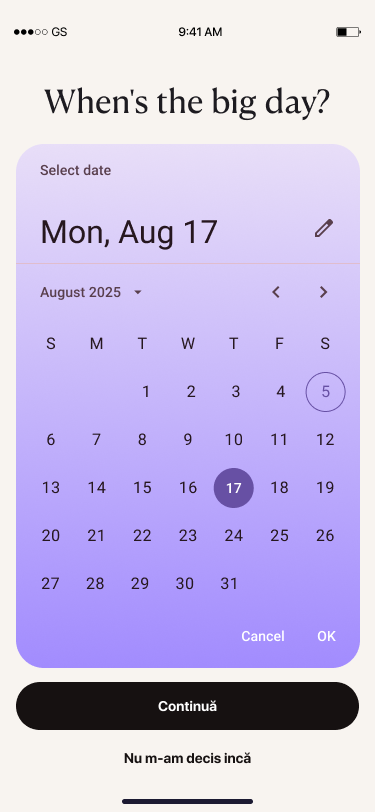 GS 9:41 AM
When's the big day?
Select date
Mon, Aug 17
August 2025
S M T W T F S
1 2 3 4 5
6 7 8 9 10 11 12
13 14 15 16 17 18 19
20 21 22 23 24 25 26
27 28 29 30 31
Cancel OK
Continuă
Nu m-am decis incă